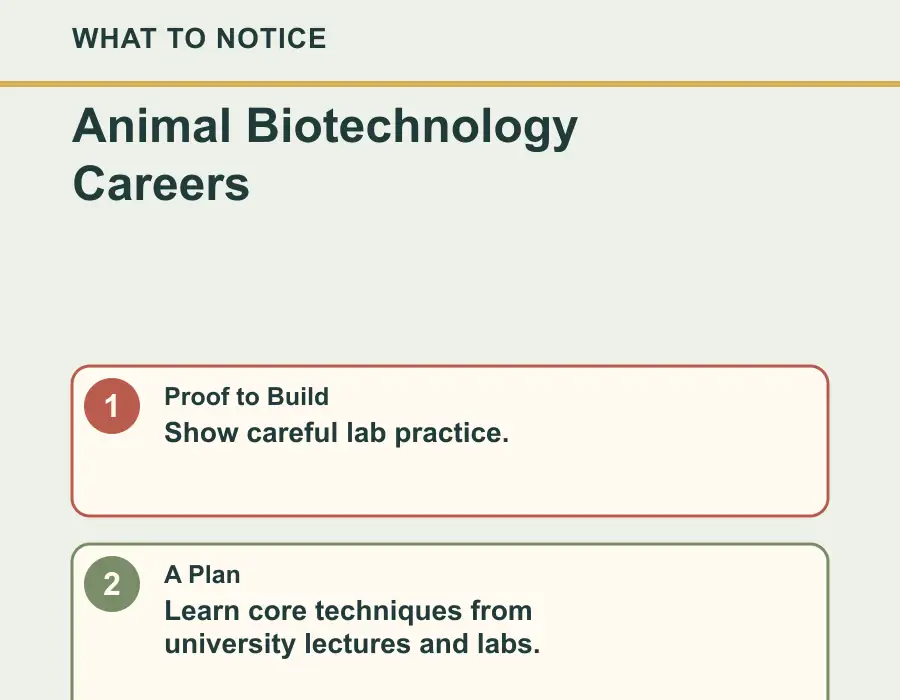 WHAT TO NOTICE
Animal Biotechnology
Careers
1
Proof to Build
Show careful lab practice.
2
A Plan
Learn core techniques from
university lectures and labs.